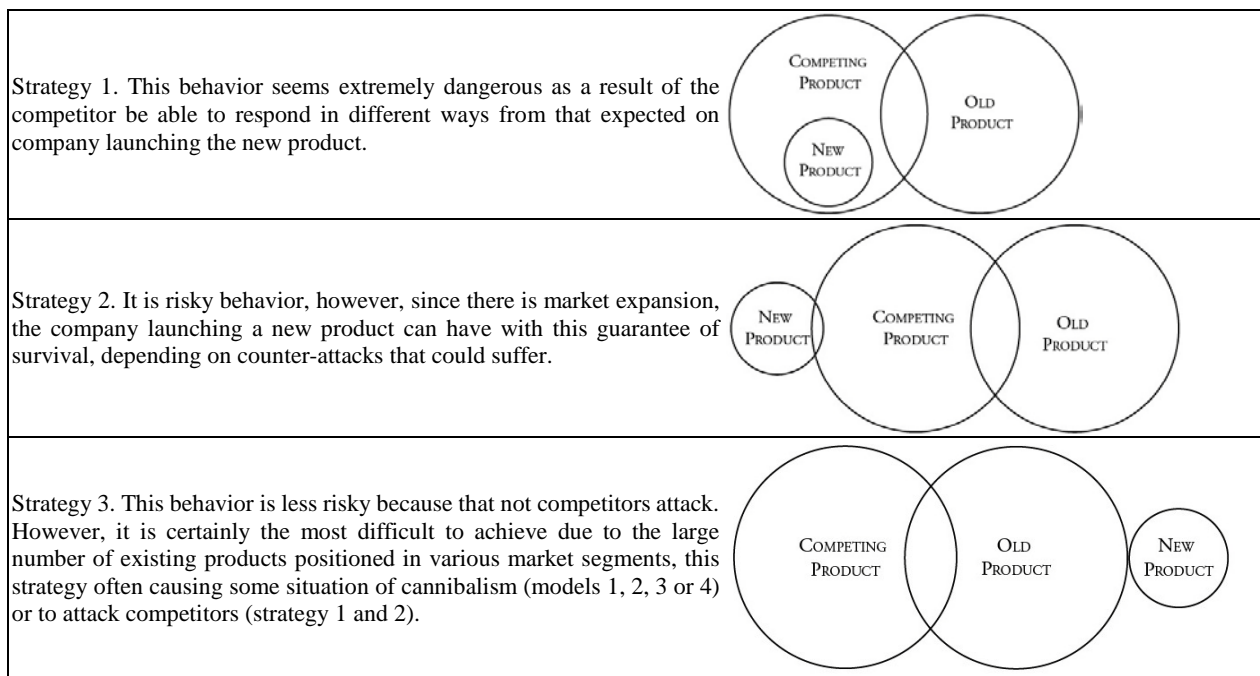 Strategy 1. This behavior seems extremely dangerous as a result of the
competitor be able to respond in different ways from that expected on
company launching the new product.
COMPETING
PRODUCT
OLD
PRODUCT
NEW
PRODUCT
Strategy 2. It is risky behavior, however, since there is market expansion,
the company launching a new product can have with this guarantee of
survival, depending on counter-attacks that could suffer.
NEW
PRODUCT
COMPETING
PRODUCT
OLD
PRODUCT
Strategy 3. This behavior is less risky because that not competitors attack.
However, it is certainly the most difficult to achieve due to the large
number of existing products positioned in various market segments, this
strategy often causing some situation of cannibalism (models 1, 2, 3 or 4)
or to attack competitors (strategy 1 and 2).
COMPETING
PRODUCT
OLD
PRODUCT
NEW
PRODUCT